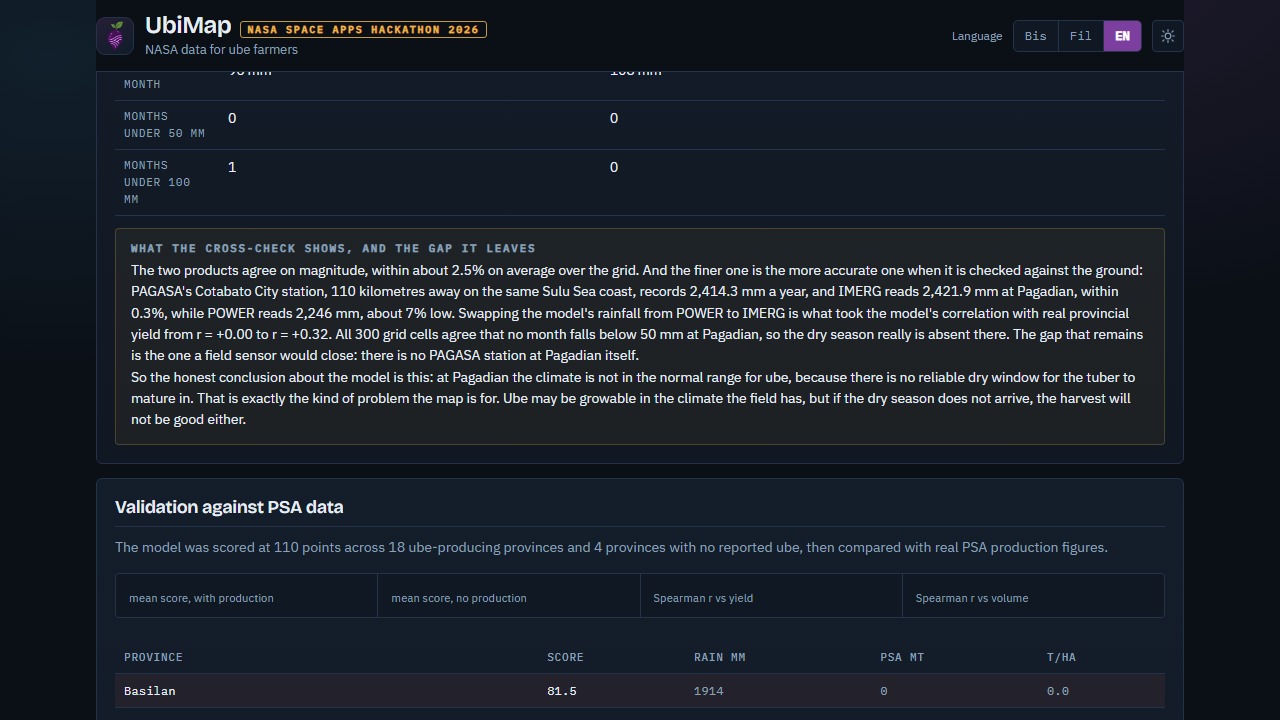 UbiMap NASA SPACE APPS HACKATHON 2026
NASA data for ube farmers
Language Bis Fil EN
MONTH
MONTHS UNDER 50 MM 0 0
MONTHS UNDER 100 MM 1 0
WHAT THE CROSS-CHECK SHOWS, AND THE GAP IT LEAVES
The two products agree on magnitude, within about 2.5% on average over the grid. And the finer one is the more accurate one when it is checked against the ground:
PAGASA's Cotabato City station, 110 kilometres away on the same Sulu Sea coast, records 2,414.3 mm a year, and IMERG reads 2,421.9 mm at Pagadian, within
0.3%, while POWER reads 2,246 mm, about 7% low. Swapping the model's rainfall from POWER to IMERG is what took the model's correlation with real provincial
yield from r = +0.00 to r = +0.32. All 300 grid cells agree that no month falls below 50 mm at Pagadian, so the dry season really is absent there. The gap that remains
is the one a field sensor would close: there is no PAGASA station at Pagadian itself.
So the honest conclusion about the model is this: at Pagadian the climate is not in the normal range for ube, because there is no reliable dry window for the tuber to
mature in. That is exactly the kind of problem the map is for. Ube may be growable in the climate the field has, but if the dry season does not arrive, the harvest will
not be good either.
Validation against PSA data
The model was scored at 110 points across 18 ube-producing provinces and 4 provinces with no reported ube, then compared with real PSA production figures.
mean score, with production
mean score, no production
Spearman r vs yield
Spearman r vs volume
PROVINCE SCORE RAIN MM PSA MT T/HA
Basilan 81.5 1914 0 0.0